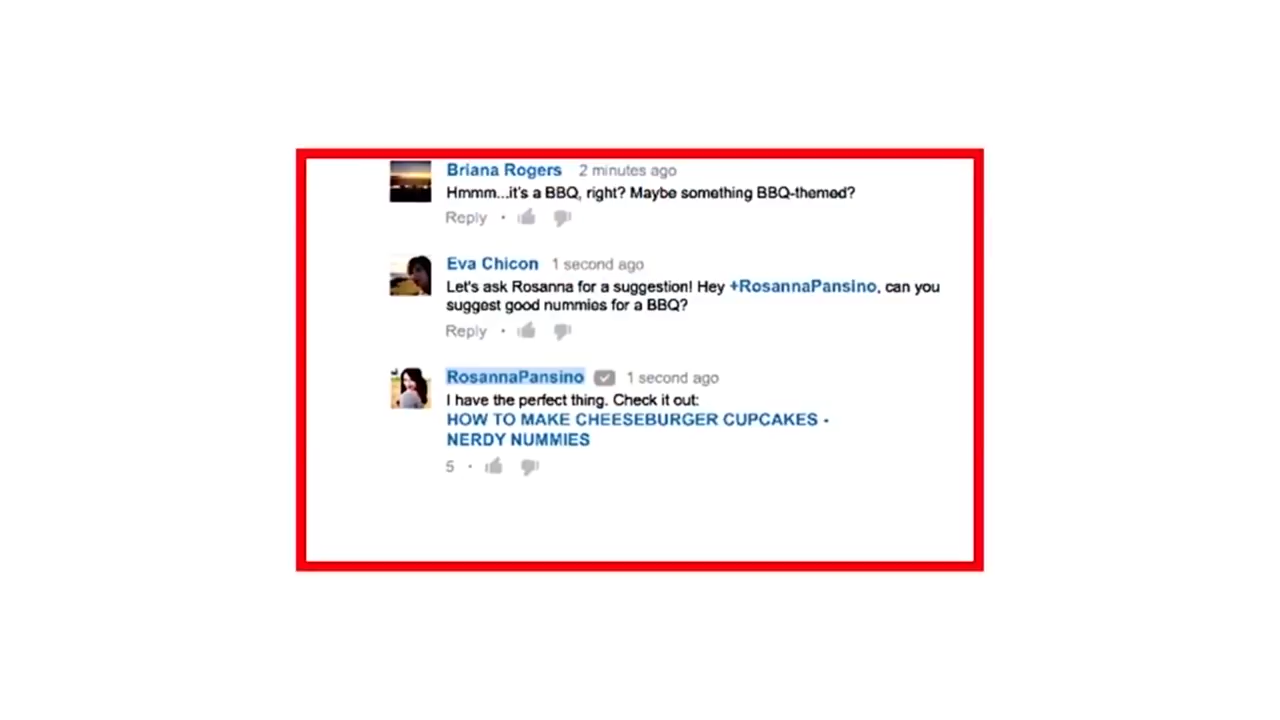 Briana Rogers 2 minutes ago
Hmmm...it's a BBQ, right? Maybe something BBQ-themed?
Reply ·
Eva Chicon 1 second ago
Let's ask Rosanna for a suggestion! Hey +RosannaPansino, can you
suggest good nummies for a BBQ?
Reply ·
RosannaPansino 1 second ago
I have the perfect thing. Check it out:
HOW TO MAKE CHEESEBURGER CUPCAKES -
NERDY NUMMIES
5 ·